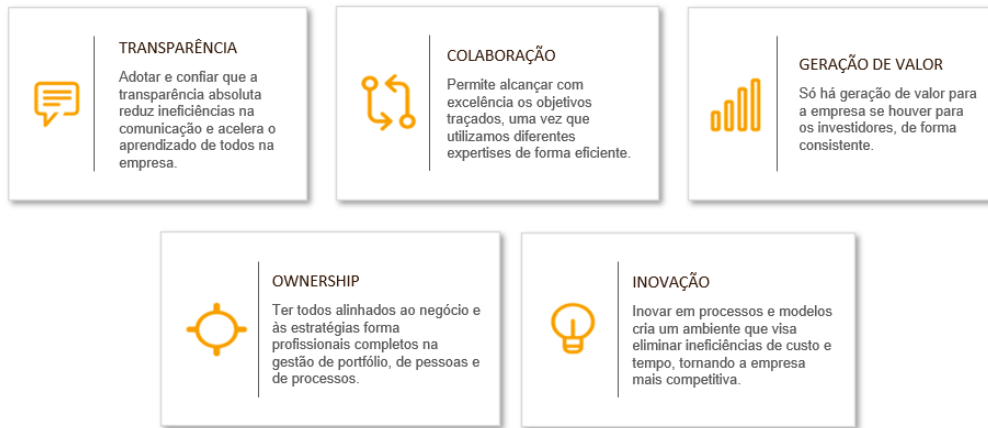 TRANSPARÊNCIA
Adotar e confiar que a
transparência absoluta
reduz ineficiências na
comunicação e acelera o
aprendizado de todos na
empresa.
COLABORAÇÃO
Permite alcançar com
excelência os objetivos
traçados, uma vez que
utilizamos diferentes
expertises de forma eficiente.
GERAÇÃO DE VALOR
Só há geração de valor para
a empresa se houver para
os investidores, de forma
consistente.
OWNERSHIP
Ter todos alinhados ao negócio e
às estratégias forma
profissionais completos na
gestão de portfólio, de pessoas e
de processos.
INOVAÇÃO
Inovar em processos e modelos
cria um ambiente que visa
eliminar ineficiências de custo e
tempo, tornando a empresa
mais competitiva.